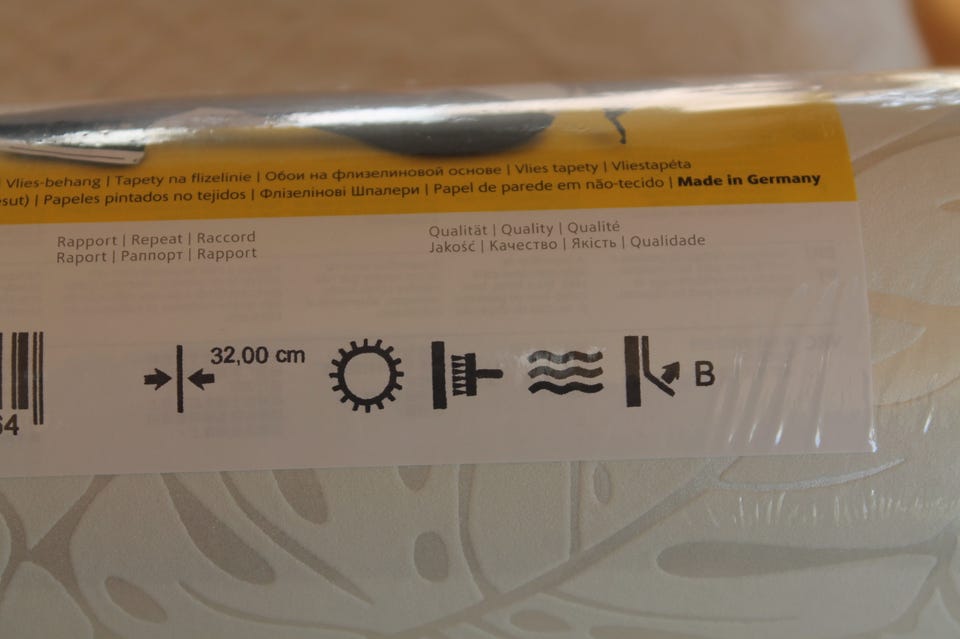 | Vlies-behang | Tapety na flizelinie | Обои на флизелиновой основе | Vlies tapety | Vliestapéta
| Papeles pintados no tejidos | Флізелінові Шпалери | Papel de parede em não-tecido | Made in Germany
Rapport | Repeat | Raccord
Raport | Раппорт | Rapport
Qualität | Quality | Qualité
Jakość | Качество | Якість | Qualidade
32,00 cm
B
64